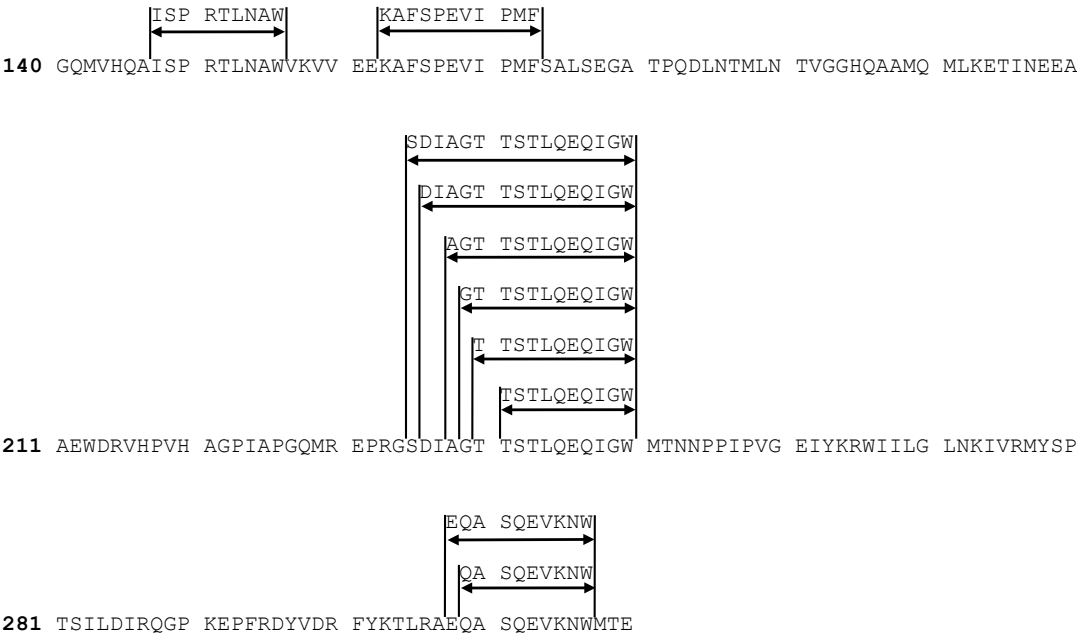 ISP RTLNAW KAFSPEVI PMF
140 GQMVHQAISP RTLNAWVKVV EEKAFSPEVI PMFSALSEGA TPQDLNTMLN TVGGHQAAMQ MLKETINEEA
SDIAGT TSTLQEQIGW
DIAGT TSTLQEQIGW
AGT TSTLQEQIGW
GT TSTLQEQIGW
T TSTLQEQIGW
TSTLQEQIGW
211 AEWDRVHPVH AGPIAPGQMR EPRGSDIAGT TSTLQEQIGW MTNNPPIPVG EIYKRWIILG LNKIVRMYSP
EQA SQEVKNW
QA SQEVKNW
281 TSILDIRQGP KEPFRDYVDR FYKTLRAEQA SQEVKNWMTE